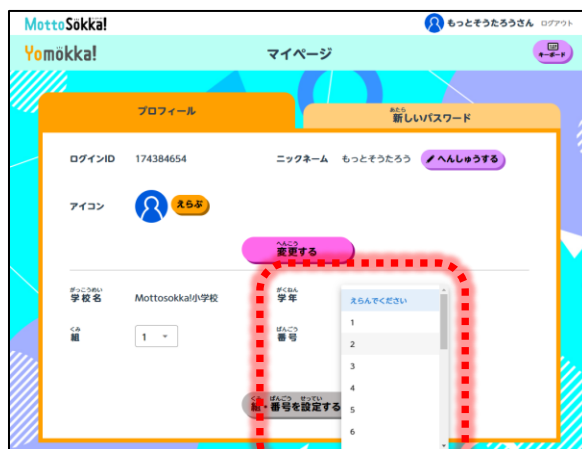 MottoSokka!
もっとそうたろうさん ログアウト
Yomokka!
マイページ
キーボード
プロフィール
あたら
新しいパスワード
ログインID 174384654
ニックネーム もっとそうたろう へんしゅうする
アイコン えらぶ
へんこう
変更する
がっこうめい
学校名 Mottosokka!小学校
がくねん
学年
えらんでください
くみ
組 1
ばんごう
番号
1
2
3
4
5
6
くみ ばんごう せってい
組・番号を設定する